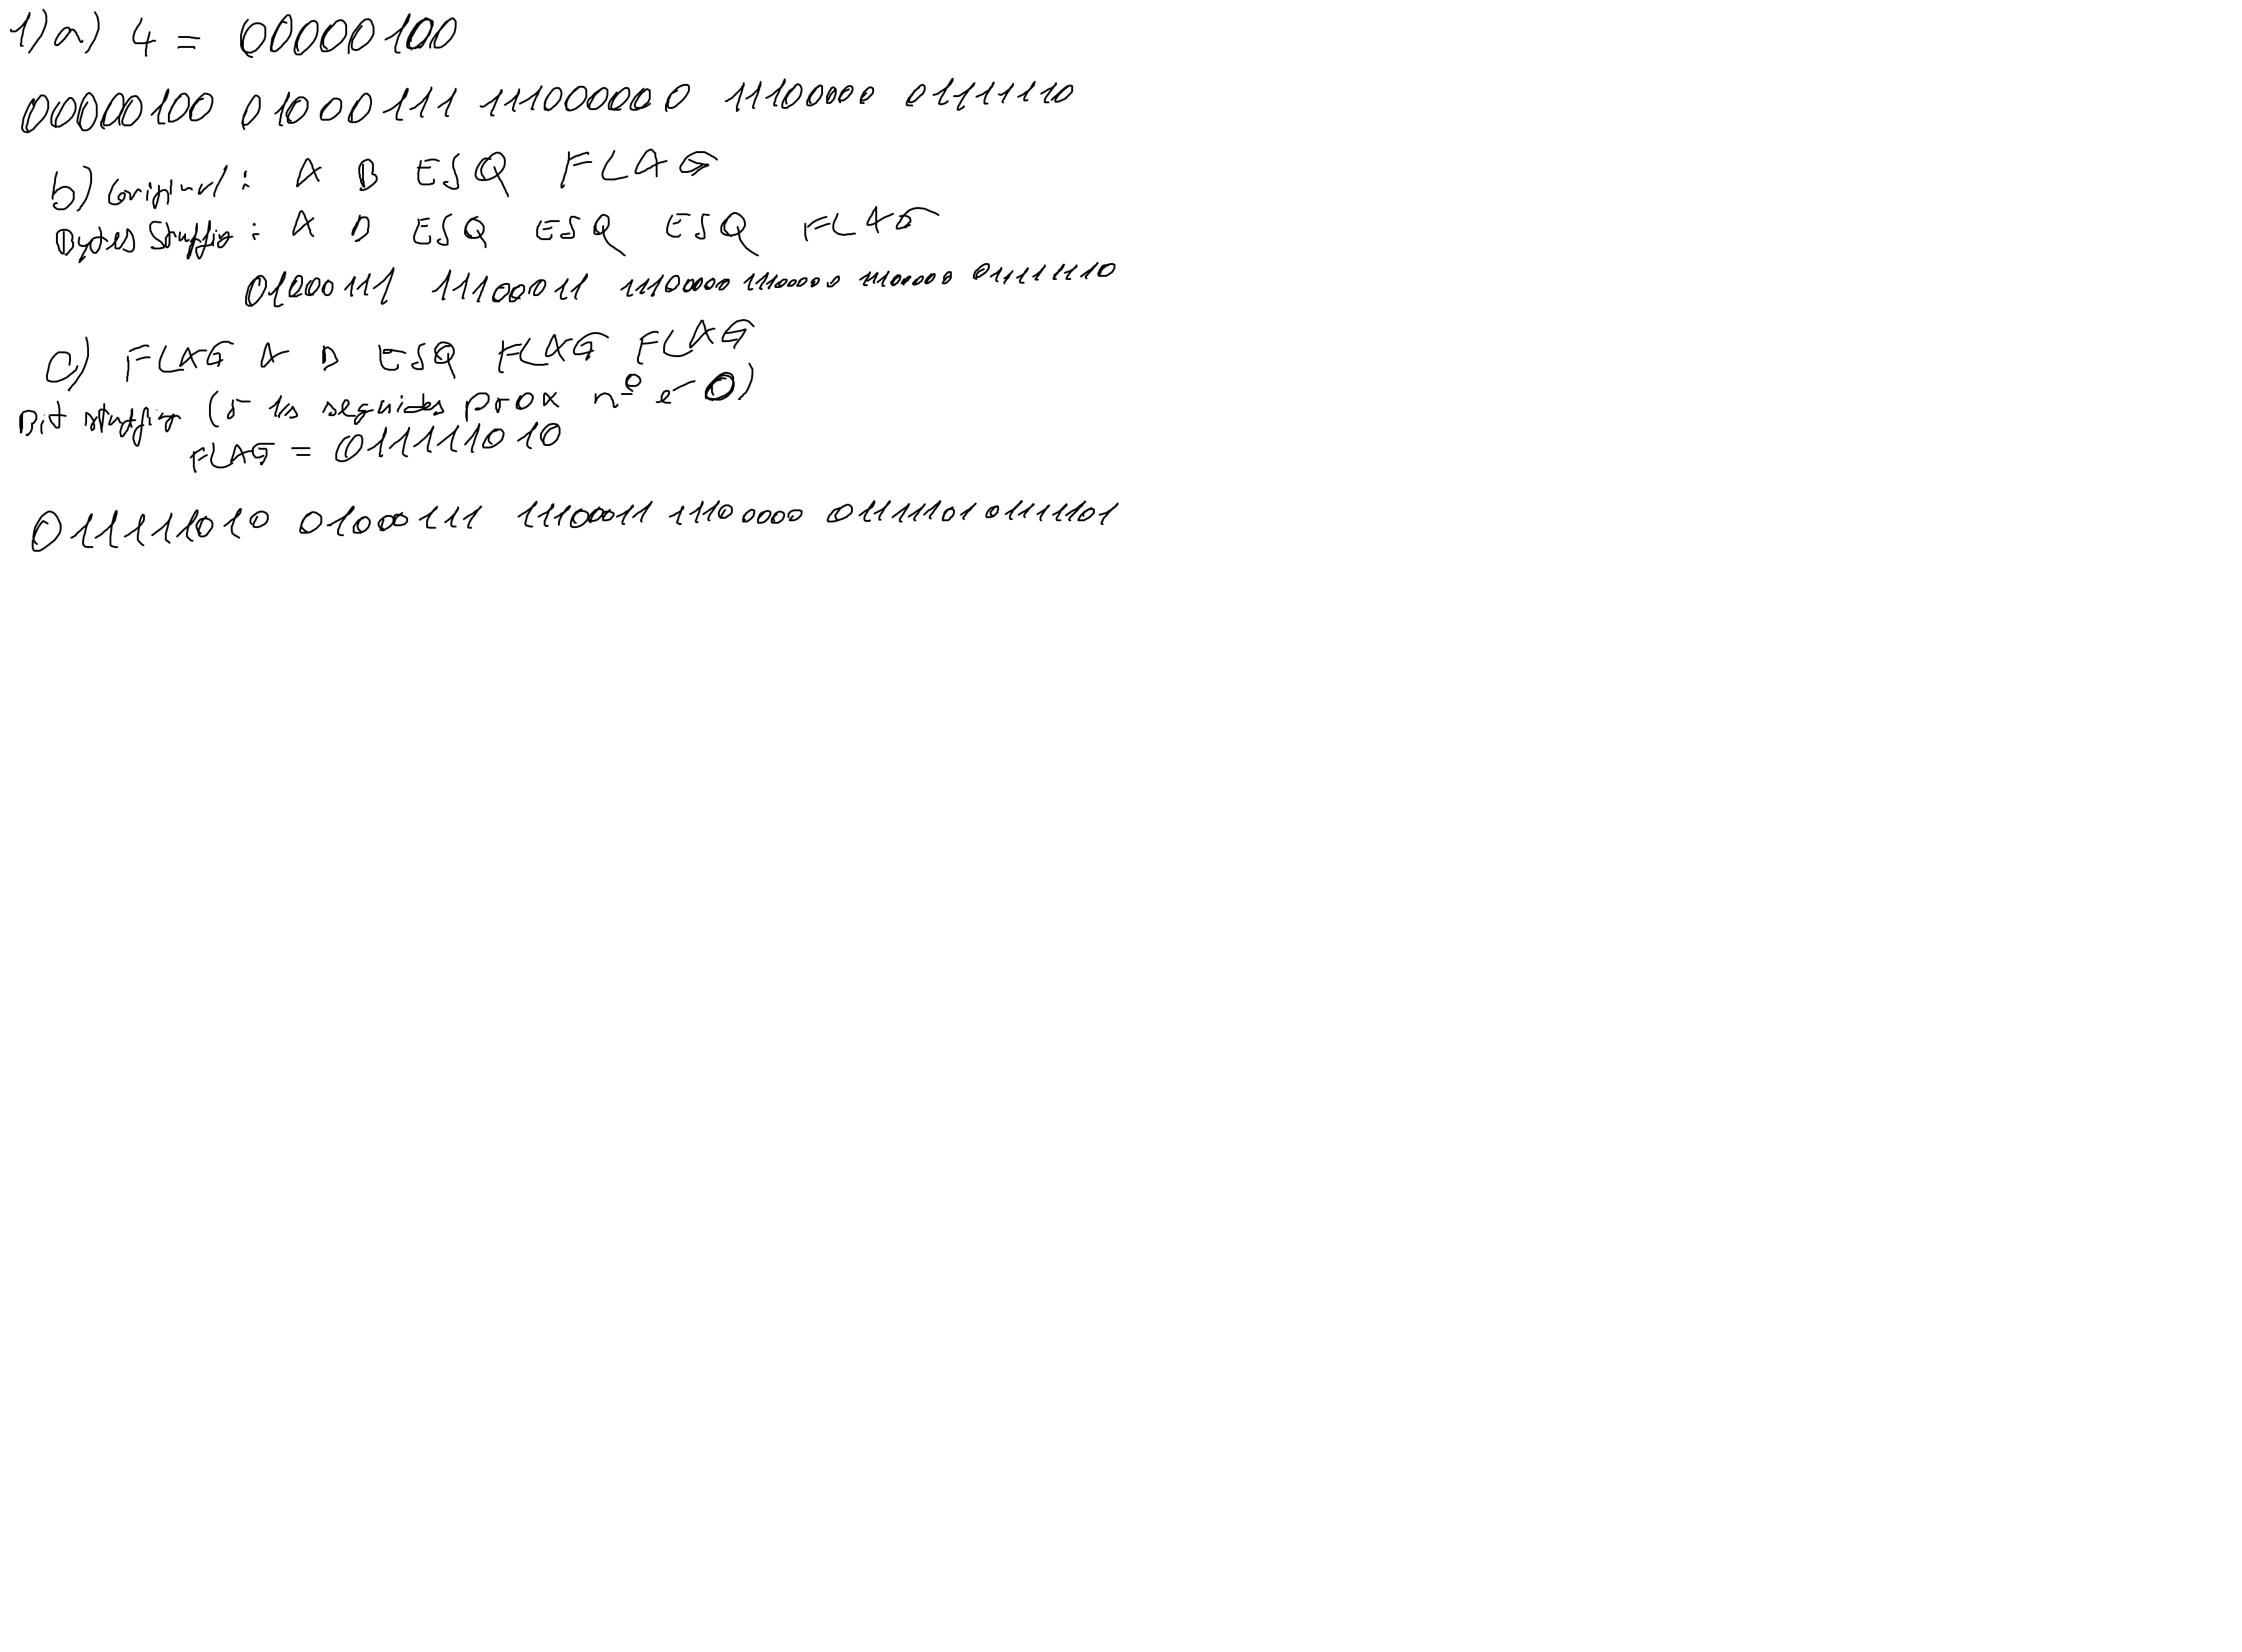 1) a) 4 = 00000100
00000100 01000111 111000000 11100000 01111110
b) original: A B ESQ FLAG
Bytes Stuffing: A B ESQ ESQ ESQ FLAG
01000111 11100011 11100000 11100000 11100000 01111110
c) FLAG A B ESQ FLAG FLAG
Bit stuffing (5 1s seguidos prox nº é 0)
FLAG = 011111010
011111010 01000111 11100011 11100000 01111101 01111101